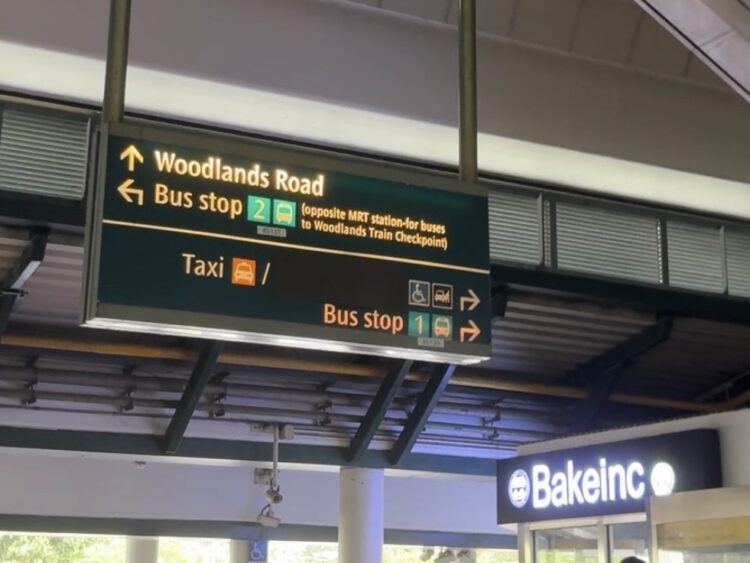 Woodlands Road
Bus stop 2 (opposite MRT station-for buses
to Woodlands Train Checkpoint)
Taxi /
Bus stop 1
Bakeinc